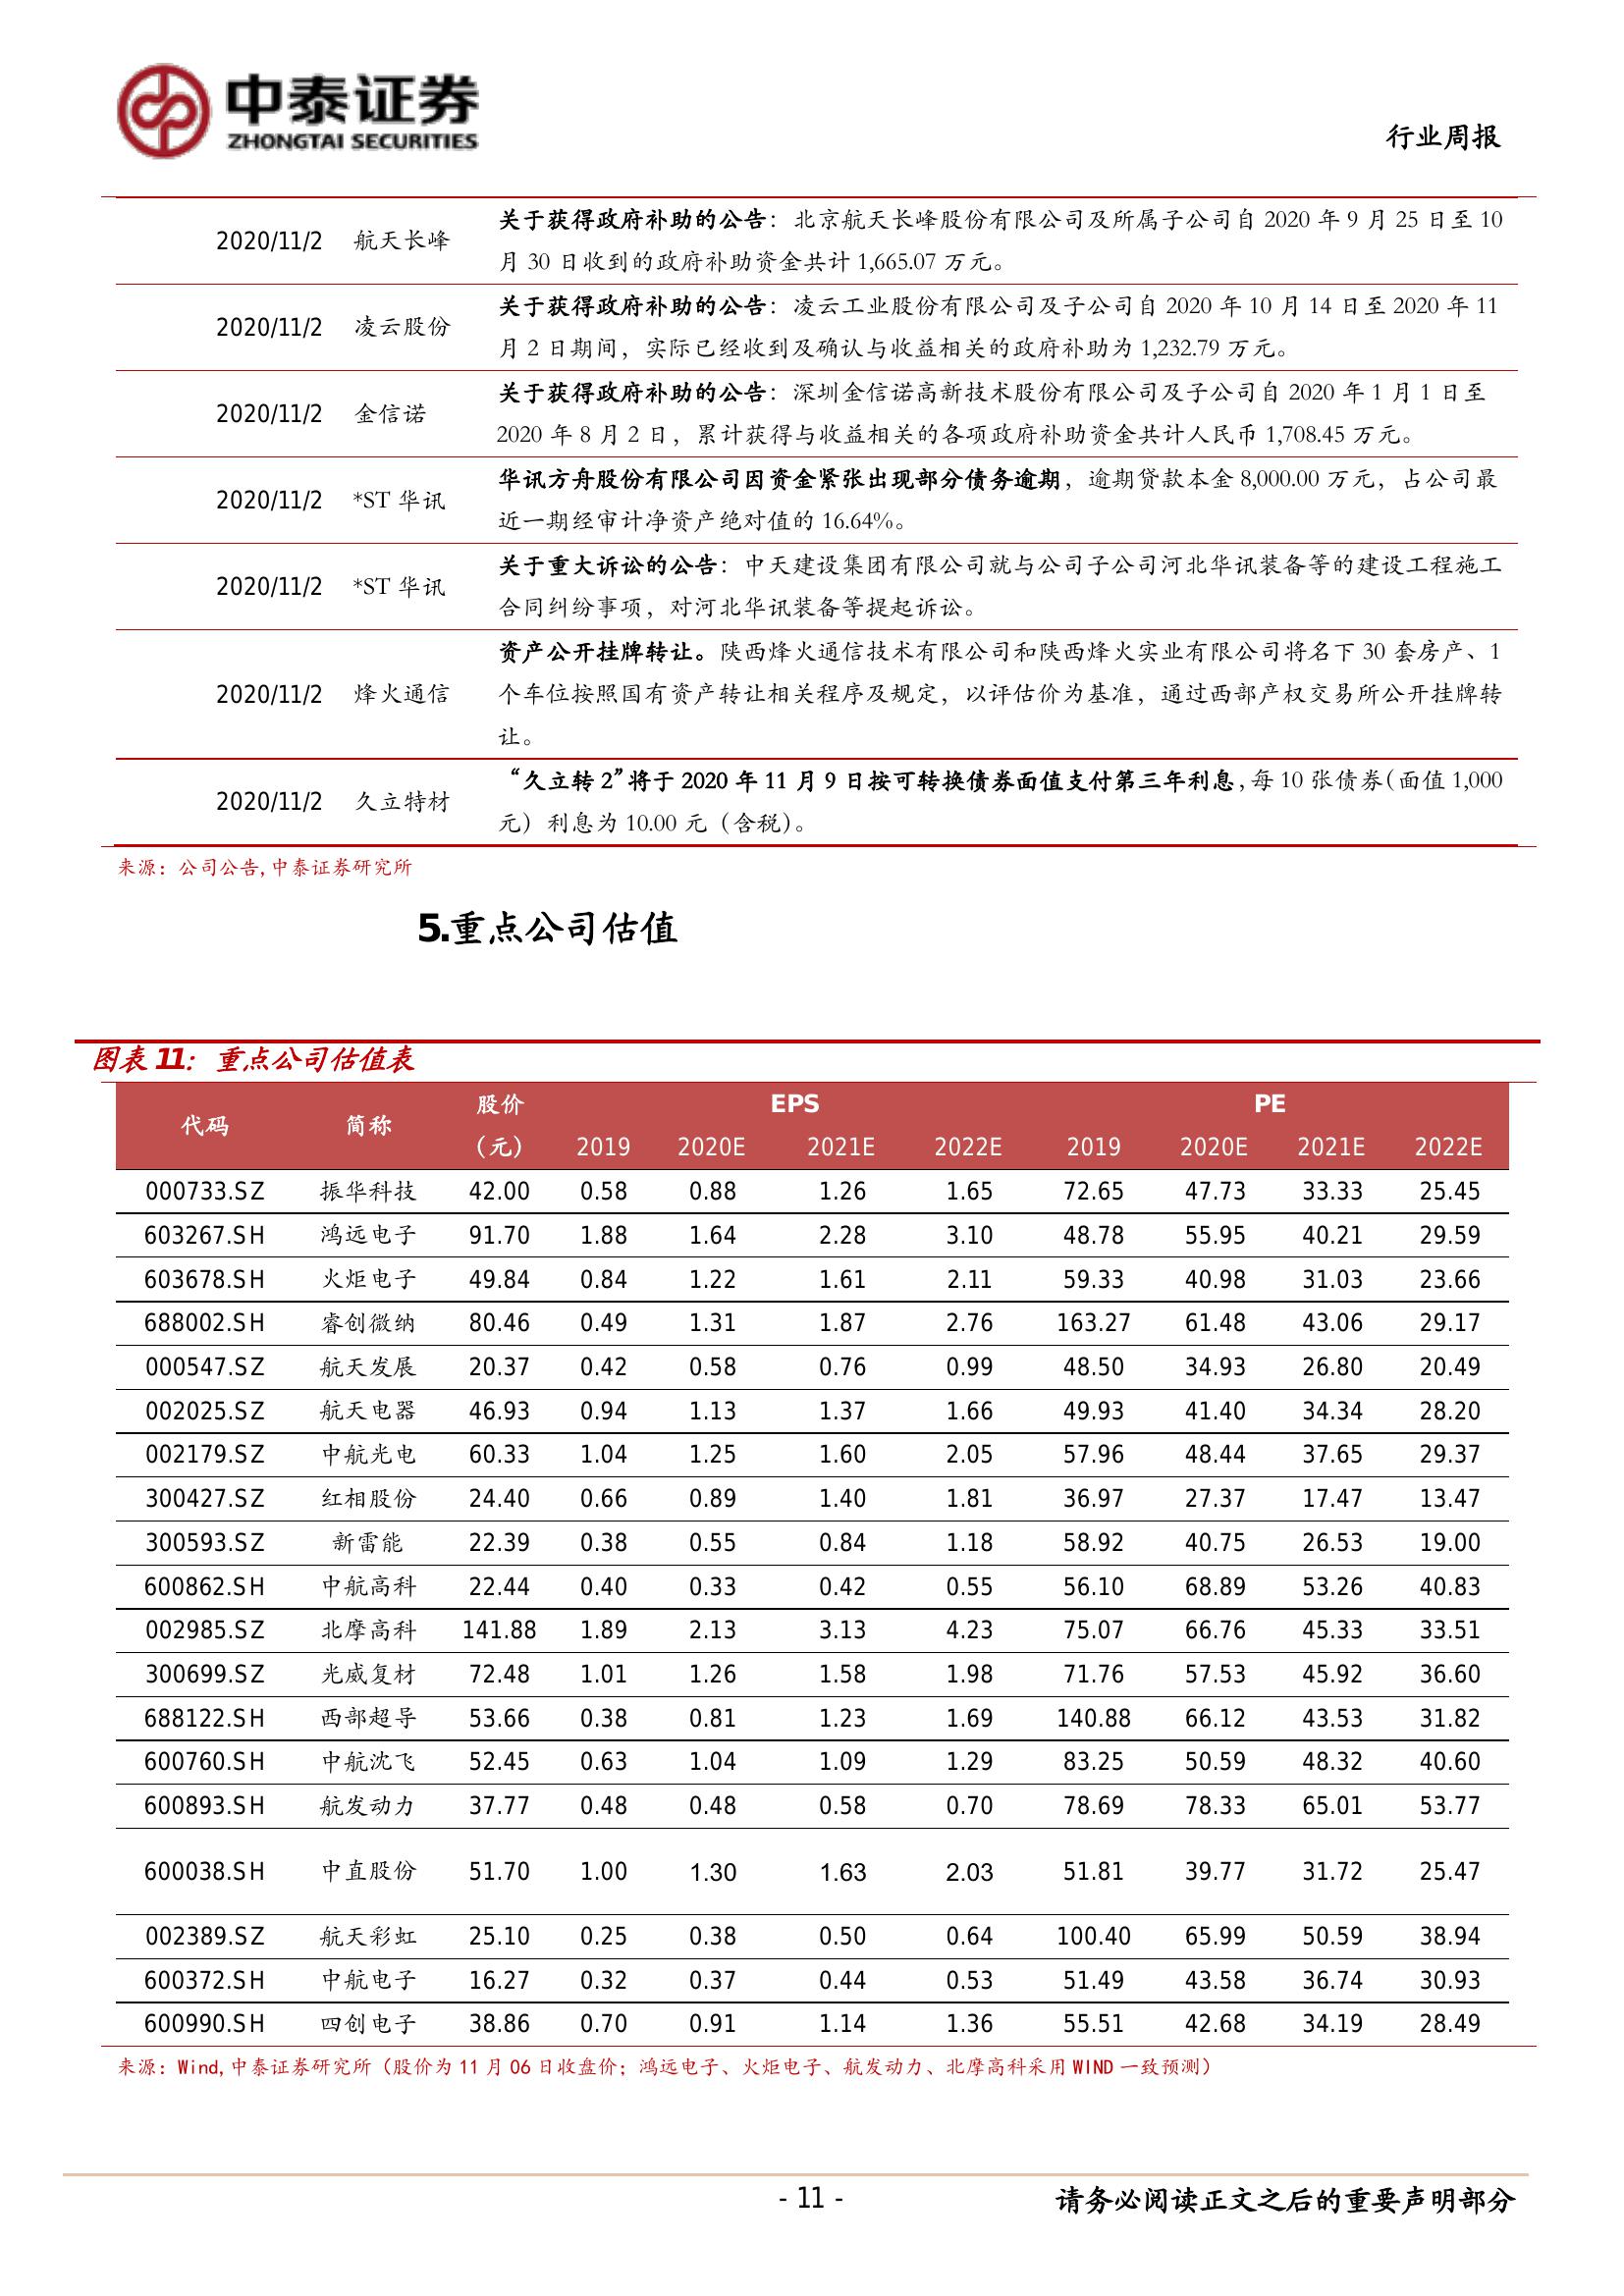 中泰证券
ZHONGTAI SECURITIES
行业周报
2020/11/2 航天长峰 关于获得政府补助的公告：北京航天长峰股份有限公司及所属子公司自 2020 年 9 月 25 日至 10
月 30 日收到的政府补助资金共计 1,665.07 万元。
2020/11/2 凌云股份 关于获得政府补助的公告：凌云工业股份有限公司及子公司自 2020 年 10 月 14 日至 2020 年 11
月 2 日期间，实际已经收到及确认与收益相关的政府补助为 1,232.79 万元。
2020/11/2 金信诺 关于获得政府补助的公告：深圳金信诺高新技术股份有限公司及子公司自 2020 年 1 月 1 日至
2020 年 8 月 2 日，累计获得与收益相关的各项政府补助资金共计人民币 1,708.45 万元。
2020/11/2 *ST 华讯 华讯方舟股份有限公司因资金紧张出现部分债务逾期，逾期贷款本金 8,000.00 万元，占公司最
近一期经审计净资产绝对值的 16.64%。
2020/11/2 *ST 华讯 关于重大诉讼的公告：中天建设集团有限公司就与公司子公司河北华讯装备等的建设工程施工
合同纠纷事项，对河北华讯装备等提起诉讼。
2020/11/2 烽火通信 资产公开挂牌转让。陕西烽火通信技术有限公司和陕西烽火实业有限公司将名下 30 套房产、1
个车位按照国有资产转让相关程序及规定，以评估价为基准，通过西部产权交易所公开挂牌转
让。
2020/11/2 久立特材 “久立转 2”将于 2020 年 11 月 9 日按可转换债券面值支付第三年利息，每 10 张债券（面值 1,000
元）利息为 10.00 元（含税）。
来源：公司公告,中泰证券研究所
5.重点公司估值
图表 11：重点公司估值表
代码 简称 股价 EPS PE
（元） 2019 2020E 2021E 2022E 2019 2020E 2021E 2022E
000733.SZ 振华科技 42.00 0.58 0.88 1.26 1.65 72.65 47.73 33.33 25.45
603267.SH 鸿远电子 91.70 1.88 1.64 2.28 3.10 48.78 55.95 40.21 29.59
603678.SH 火炬电子 49.84 0.84 1.22 1.61 2.11 59.33 40.98 31.03 23.66
688002.SH 睿创微纳 80.46 0.49 1.31 1.87 2.76 163.27 61.48 43.06 29.17
000547.SZ 航天发展 20.37 0.42 0.58 0.76 0.99 48.50 34.93 26.80 20.49
002025.SZ 航天电器 46.93 0.94 1.13 1.37 1.66 49.93 41.40 34.34 28.20
002179.SZ 中航光电 60.33 1.04 1.25 1.60 2.05 57.96 48.44 37.65 29.37
300427.SZ 红相股份 24.40 0.66 0.89 1.40 1.81 36.97 27.37 17.47 13.47
300593.SZ 新雷能 22.39 0.38 0.55 0.84 1.18 58.92 40.75 26.53 19.00
600862.SH 中航高科 22.44 0.40 0.33 0.42 0.55 56.10 68.89 53.26 40.83
002985.SZ 北摩高科 141.88 1.89 2.13 3.13 4.23 75.07 66.76 45.33 33.51
300699.SZ 光威复材 72.48 1.01 1.26 1.58 1.98 71.76 57.53 45.92 36.60
688122.SH 西部超导 53.66 0.38 0.81 1.23 1.69 140.88 66.12 43.53 31.82
600760.SH 中航沈飞 52.45 0.63 1.04 1.09 1.29 83.25 50.59 48.32 40.60
600893.SH 航发动力 37.77 0.48 0.48 0.58 0.70 78.69 78.33 65.01 53.77
600038.SH 中直股份 51.70 1.00 1.30 1.63 2.03 51.81 39.77 31.72 25.47
002389.SZ 航天彩虹 25.10 0.25 0.38 0.50 0.64 100.40 65.99 50.59 38.94
600372.SH 中航电子 16.27 0.32 0.37 0.44 0.53 51.49 43.58 36.74 30.93
600990.SH 四创电子 38.86 0.70 0.91 1.14 1.36 55.51 42.68 34.19 28.49
来源：Wind,中泰证券研究所（股价为 11 月 06 日收盘价；鸿远电子、火炬电子、航发动力、北摩高科采用 WIND 一致预测）
- 11 -
请务必阅读正文之后的重要声明部分